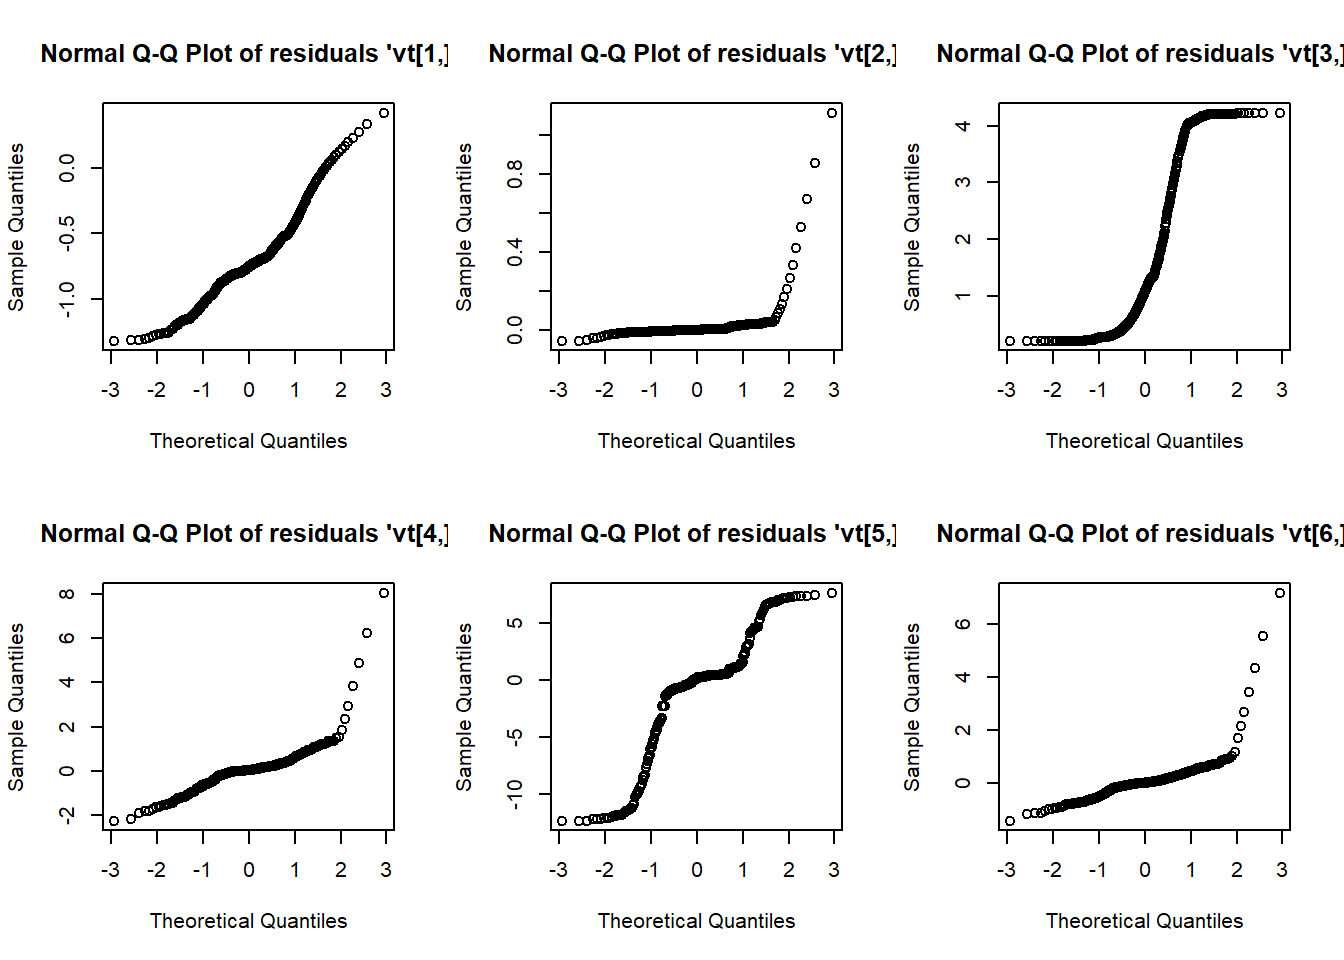 Normal Q-Q Plot of residuals 'vt[1,]
Sample Quantiles
0.0
-0.5
-1.0
-3 -2 -1 0 1 2 3
Theoretical Quantiles
Normal Q-Q Plot of residuals 'vt[2,]
Sample Quantiles
0.8
0.4
0.0
-3 -2 -1 0 1 2 3
Theoretical Quantiles
Normal Q-Q Plot of residuals 'vt[3,]
Sample Quantiles
4
3
2
1
-3 -2 -1 0 1 2 3
Theoretical Quantiles
Normal Q-Q Plot of residuals 'vt[4,]
Sample Quantiles
8
6
4
2
0
-2
-3 -2 -1 0 1 2 3
Theoretical Quantiles
Normal Q-Q Plot of residuals 'vt[5,]
Sample Quantiles
5
0
-5
-10
-3 -2 -1 0 1 2 3
Theoretical Quantiles
Normal Q-Q Plot of residuals 'vt[6,]
Sample Quantiles
6
4
2
0
-3 -2 -1 0 1 2 3
Theoretical Quantiles